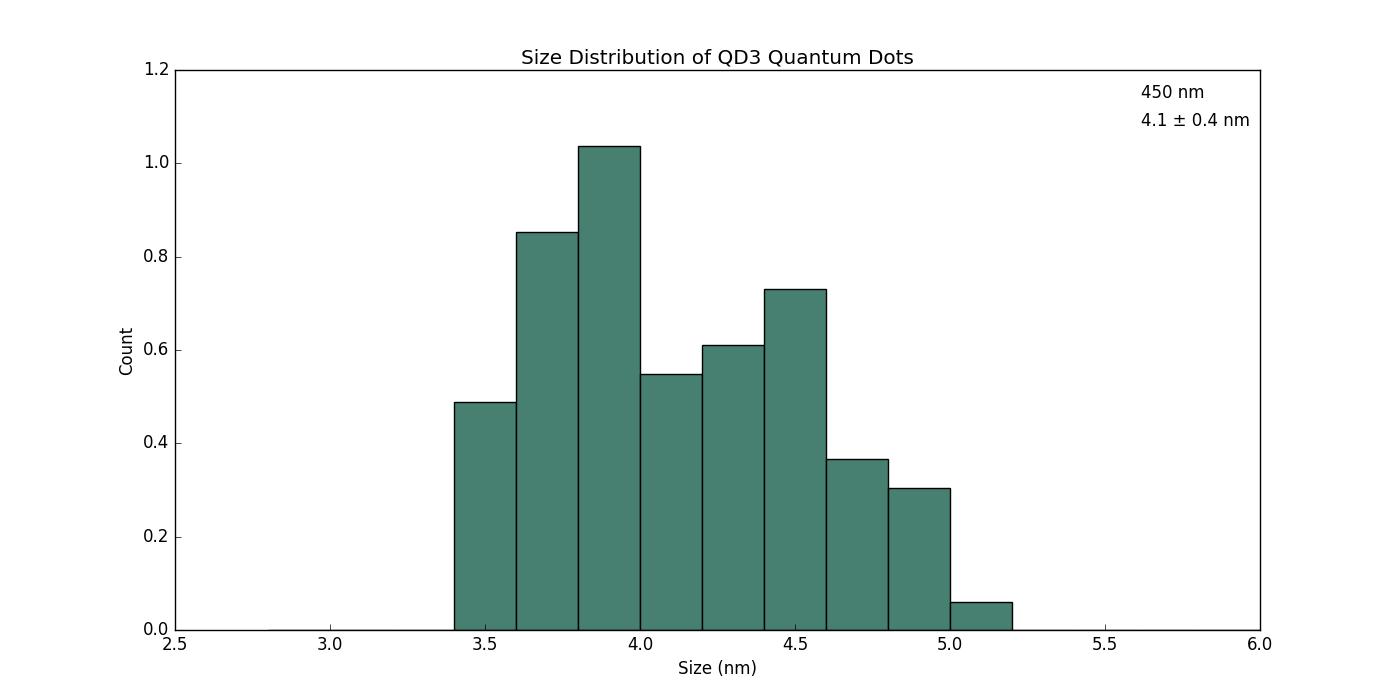 Size Distribution of QD3 Quantum Dots
450 nm
4.1 ± 0.4 nm
1.2
1.0
0.8
0.6
0.4
0.2
0.0
Count
2.5 3.0 3.5 4.0 4.5 5.0 5.5 6.0
Size (nm)